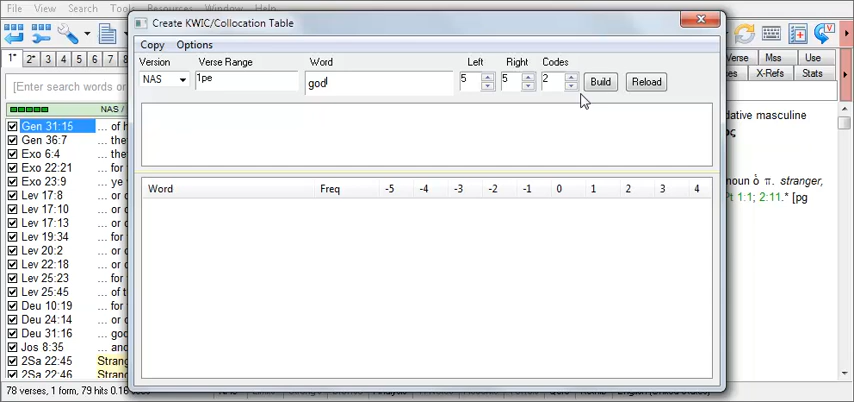 File View Search Tools Resources Window Help
Create KWIC/Collocation Table
Copy Options
Version Verse Range Word Left Right Codes
NAS 1pe god 5 5 2 Build Reload
1* 2* 3 4 5 6 7 8
Verse Mss Use
X-Refs Stats
[Enter search words or
NAS /
Word Freq -5 -4 -3 -2 -1 0 1 2 3 4
Gen 31:15 ... of h
Gen 36:7 ... the
Exo 6:4 ... the
Exo 22:21 ... for
Exo 23:9 ... ye
Lev 17:8 ... or
Lev 17:10 ... or
Lev 17:13 ... or
Lev 19:34 ... for
Lev 20:2 ... or
Lev 22:18 ... or
Lev 25:23 ... for
Lev 25:45 ... of t
Deu 10:19 ... for
Deu 24:14 ... or
Deu 31:16 ... go
Jos 8:35 ... an
2Sa 22:45 Strang
2Sa 22:46 Strang
dative masculine
noun ὁ π. stranger,
Pt 1:1; 2:11.* [pg
78 verses, 1 form, 79 hits